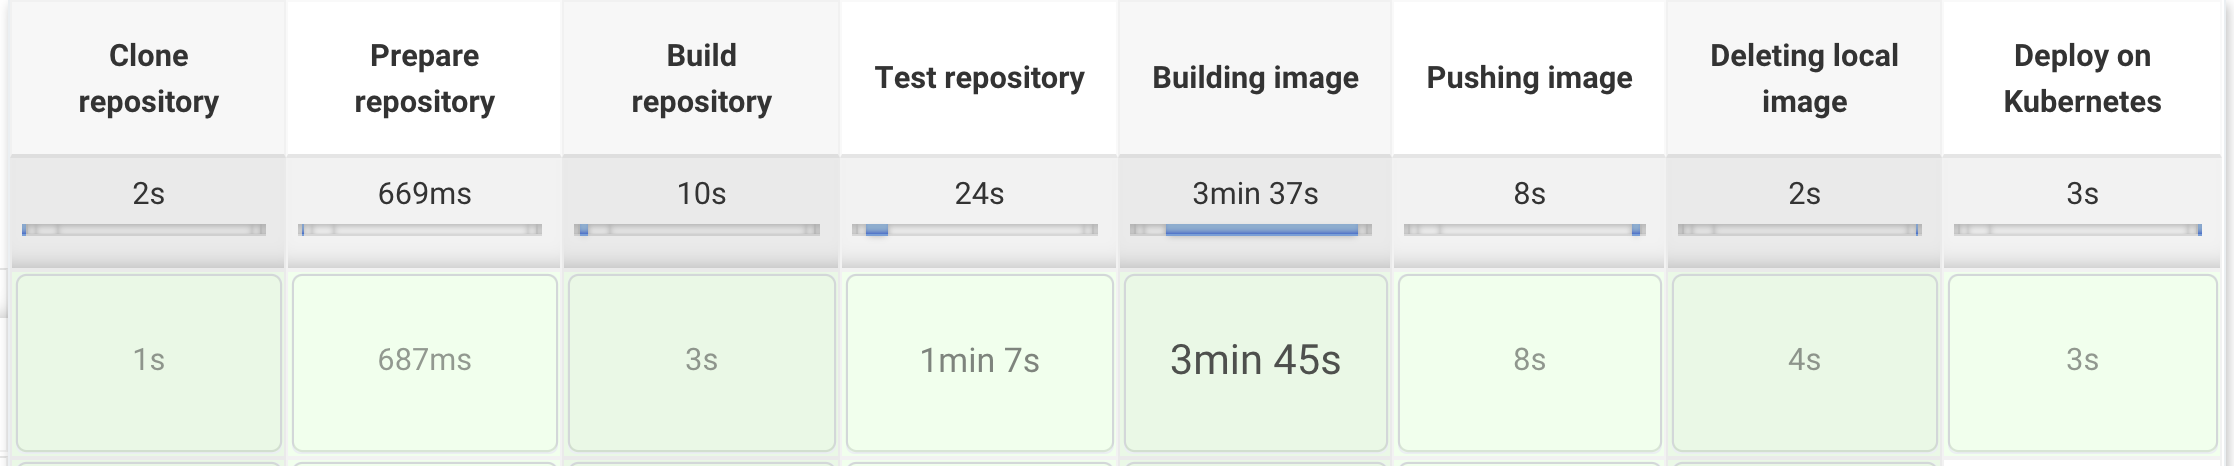 Clone repository
Prepare repository
Build repository
Test repository
Building image
Pushing image
Deleting local image
Deploy on Kubernetes
2s
669ms
10s
24s
3min 37s
8s
2s
3s
1s
687ms
3s
1min 7s
3min 45s
8s
4s
3s